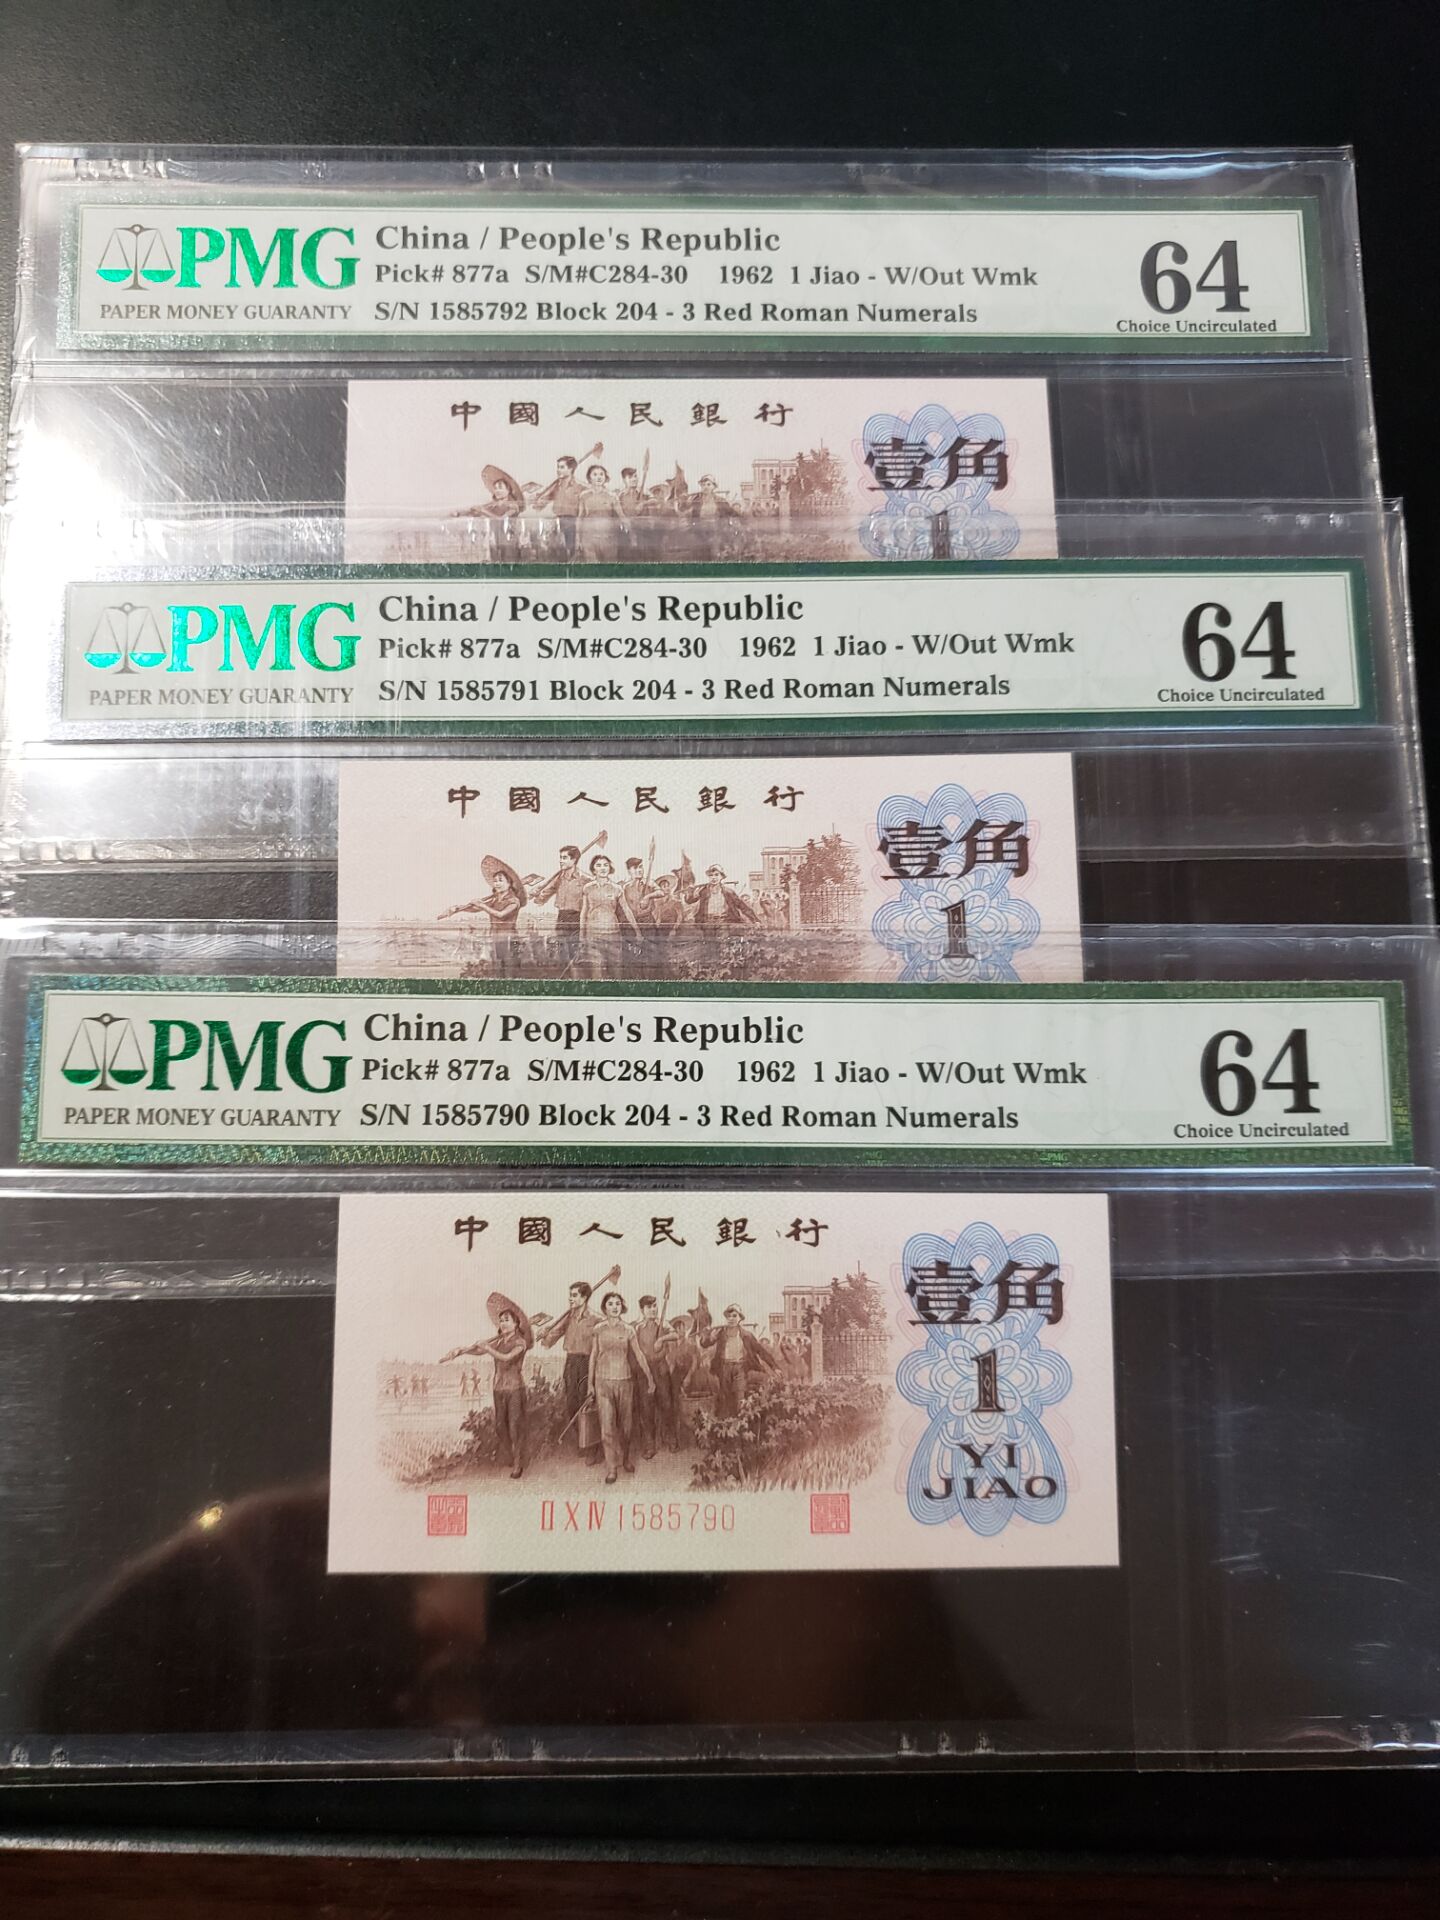 PMG
PAPER MONEY GUARANTY
China / People's Republic
Pick# 877a S/M#C284-30 1962 1 Jiao - W/Out Wmk
S/N 1585792 Block 204 - 3 Red Roman Numerals
64
Choice Uncirculated
中國人民銀行
壹角
1
PMG
PAPER MONEY GUARANTY
China / People's Republic
Pick# 877a S/M#C284-30 1962 1 Jiao - W/Out Wmk
S/N 1585791 Block 204 - 3 Red Roman Numerals
64
Choice Uncirculated
中國人民銀行
壹角
1
PMG
PAPER MONEY GUARANTY
China / People's Republic
Pick# 877a S/M#C284-30 1962 1 Jiao - W/Out Wmk
S/N 1585790 Block 204 - 3 Red Roman Numerals
64
Choice Uncirculated
中國人民銀行
壹角
1
YI
JIAO
II X IV 1585790